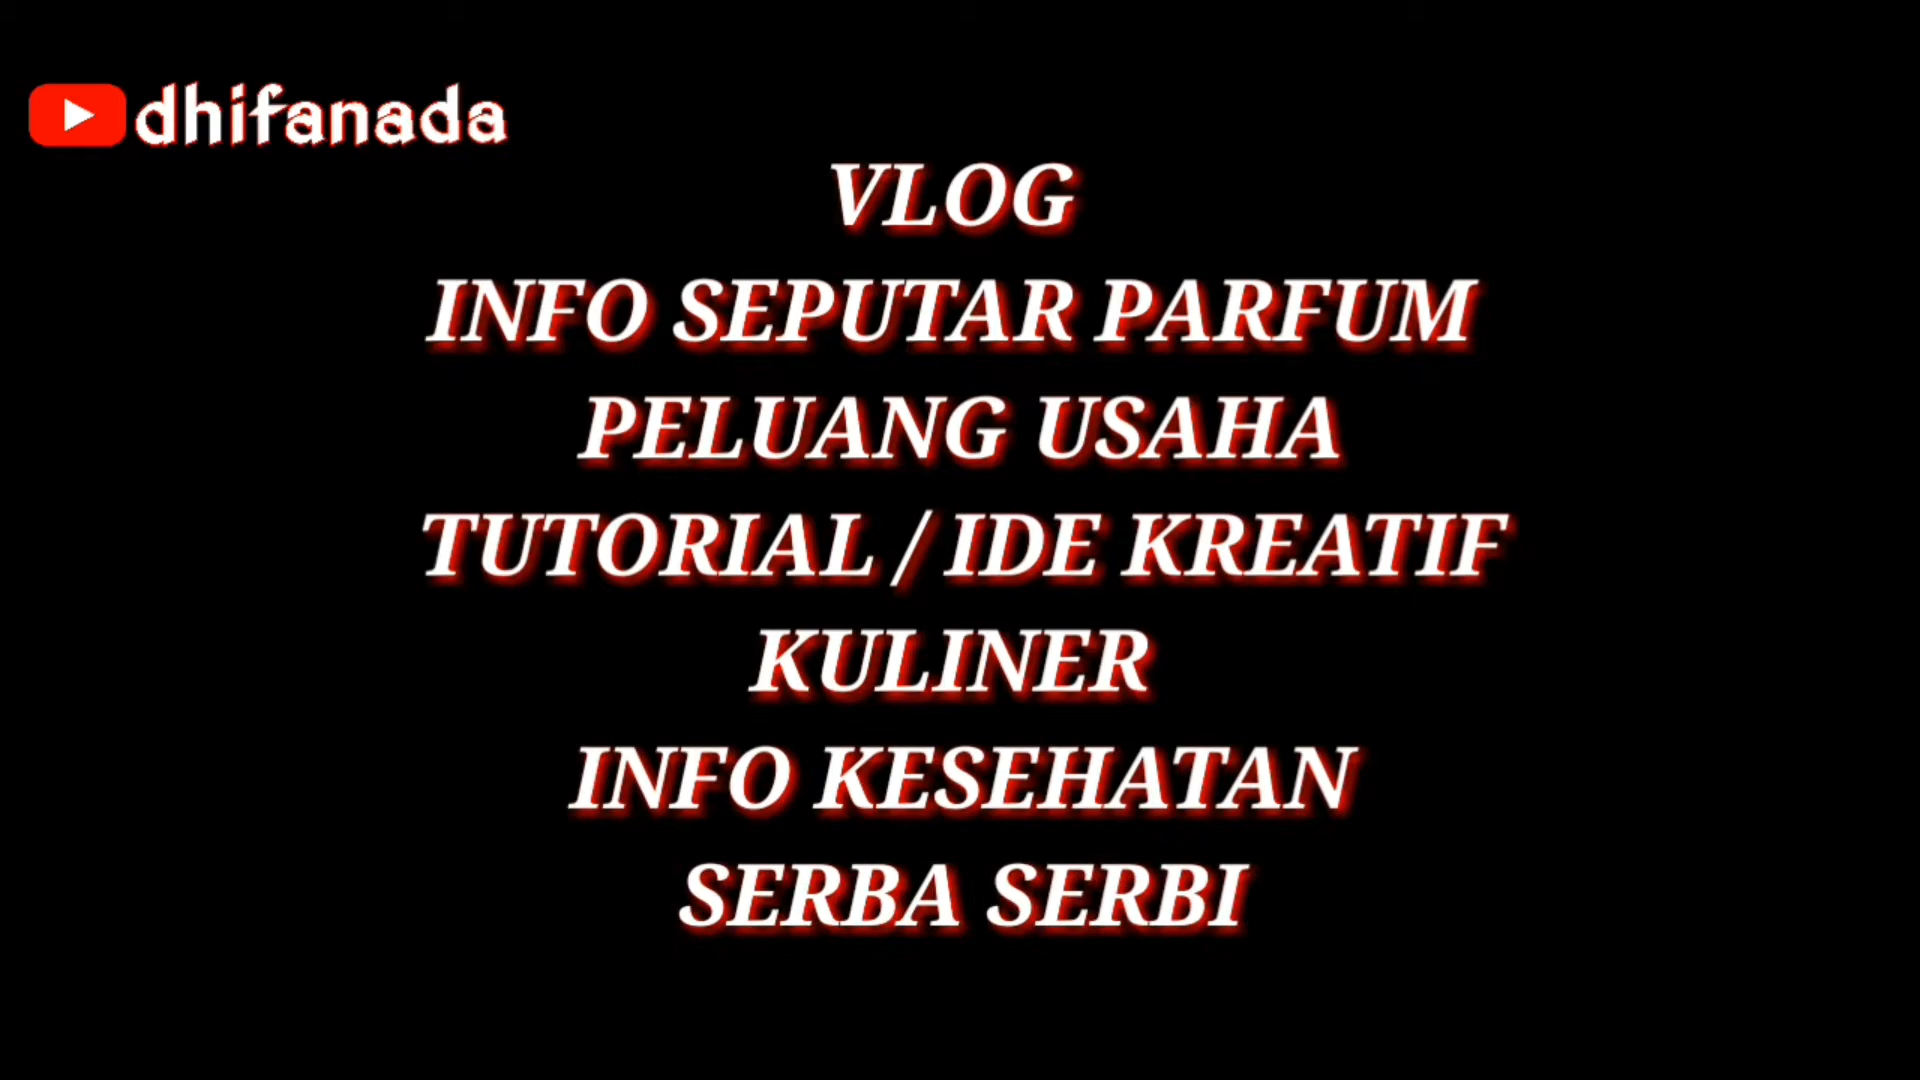 dhifanada
VLOG
INFO SEPUTAR PARFUM
PELUANG USAHA
TUTORIAL / IDE KREATIF
KULINER
INFO KESEHATAN
SERBA SERBI